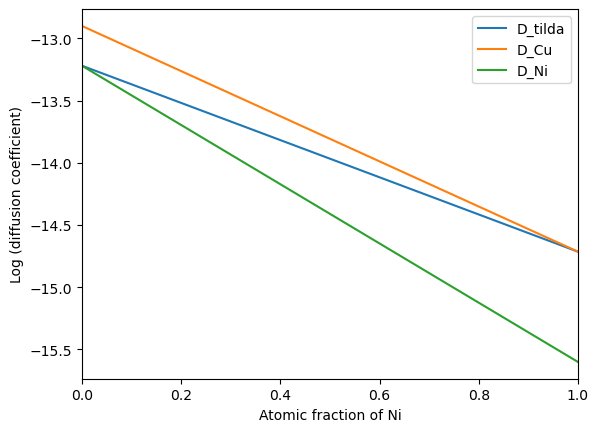 D_tilda
D_Cu
D_Ni
−13.0
−13.5
−14.0
−14.5
−15.0
−15.5
Log (diffusion coefficient)
0.0 0.2 0.4 0.6 0.8 1.0
Atomic fraction of Ni